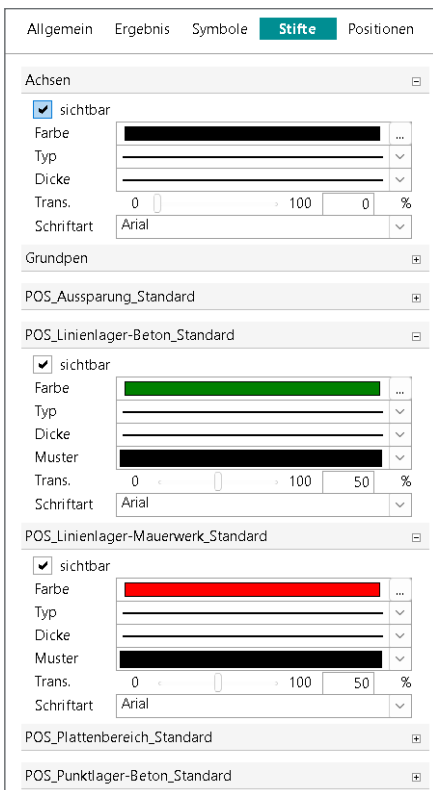 Allgemein Ergebnis Symbole Stifte Positionen
Achsen
sichtbar
Farbe ...
Typ
Dicke
Trans. 0 100 0 %
Schriftart Arial
Grundpen
POS_Aussparung_Standard
POS_Linienlager-Beton_Standard
sichtbar
Farbe ...
Typ
Dicke
Muster
Trans. 0 100 50 %
Schriftart Arial
POS_Linienlager-Mauerwerk_Standard
sichtbar
Farbe ...
Typ
Dicke
Muster
Trans. 0 100 50 %
Schriftart Arial
POS_Plattenbereich_Standard
POS_Punktlager-Beton_Standard